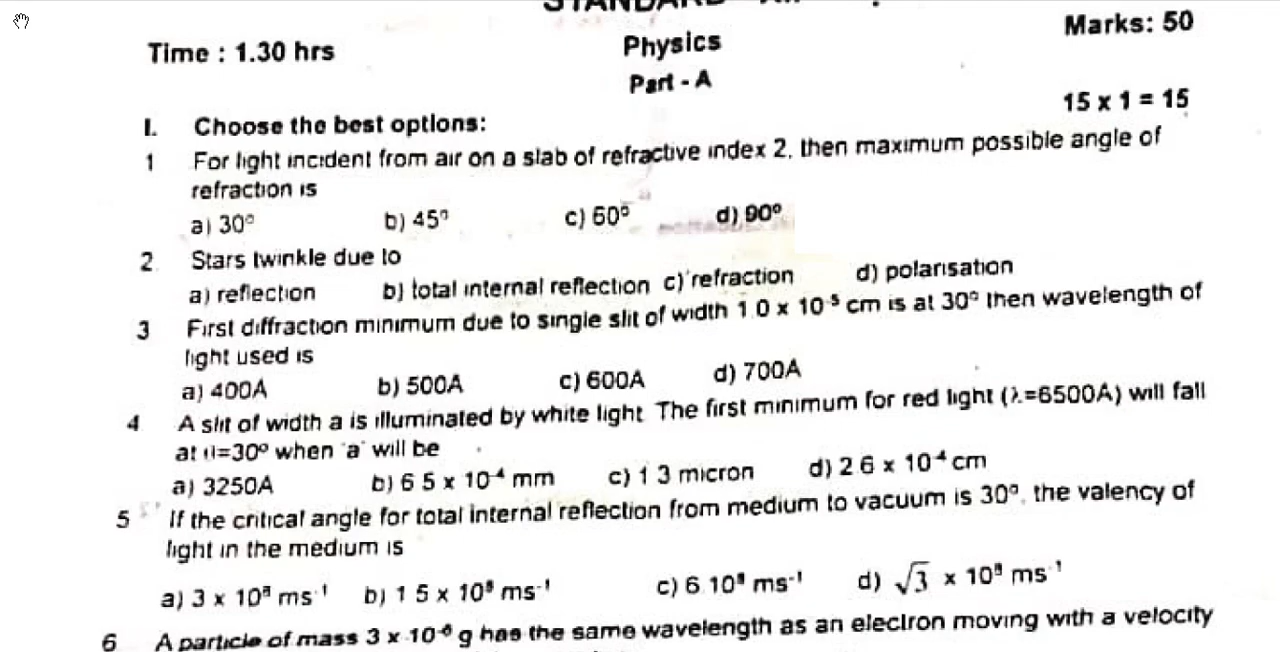 STANDARD - XII
Time : 1.30 hrs
Physics
Marks: 50
Part - A
15 x 1 = 15
I. Choose the best options:
1 For light incident from air on a slab of refractive index 2, then maximum possible angle of
refraction is
a) 30° b) 45° c) 60° d) 90°
2 Stars twinkle due to
a) reflection b) total internal reflection c) refraction d) polarisation
3 First diffraction minimum due to single slit of width 1.0 x 10⁻⁵ cm is at 30° then wavelength of
light used is
a) 400A b) 500A c) 600A d) 700A
4 A slit of width a is illuminated by white light The first minimum for red light (λ=6500A) will fall
at θ=30° when 'a' will be
a) 3250A b) 6 5 x 10⁻⁴ mm c) 1 3 micron d) 2 6 x 10⁻⁴ cm
5 If the critical angle for total internal reflection from medium to vacuum is 30°, the valency of
light in the medium is
a) 3 x 10⁸ ms⁻¹ b) 1 5 x 10⁸ ms⁻¹ c) 6 10⁸ ms⁻¹ d) √3 x 10⁸ ms⁻¹
6 A particle of mass 3 x 10⁻⁶ g has the same wavelength as an electron moving with a velocity